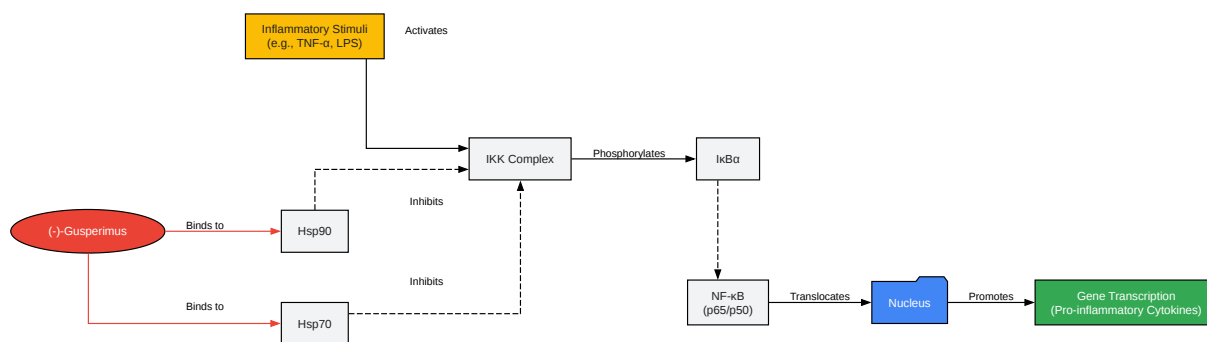 Inflammatory Stimuli
(e.g., TNF-α, LPS)
Activates
IKK Complex
Phosphorylates
IκBα
Inhibits
(-)-Gusperimus
Binds to
Hsp90
Inhibits
Binds to
Hsp70
NF-κB
(p65/p50)
Translocates
Nucleus
Promotes
Gene Transcription
(Pro-inflammatory Cytokines)